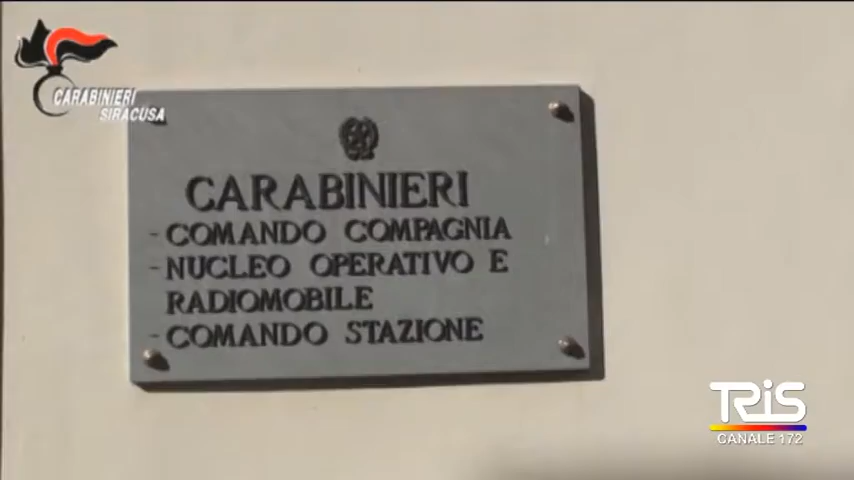 CARABINIERI
SIRACUSA
CARABINIERI
- COMANDO COMPAGNIA
- NUCLEO OPERATIVO E
RADIOMOBILE
- COMANDO STAZIONE
TRIS
CANALE 172